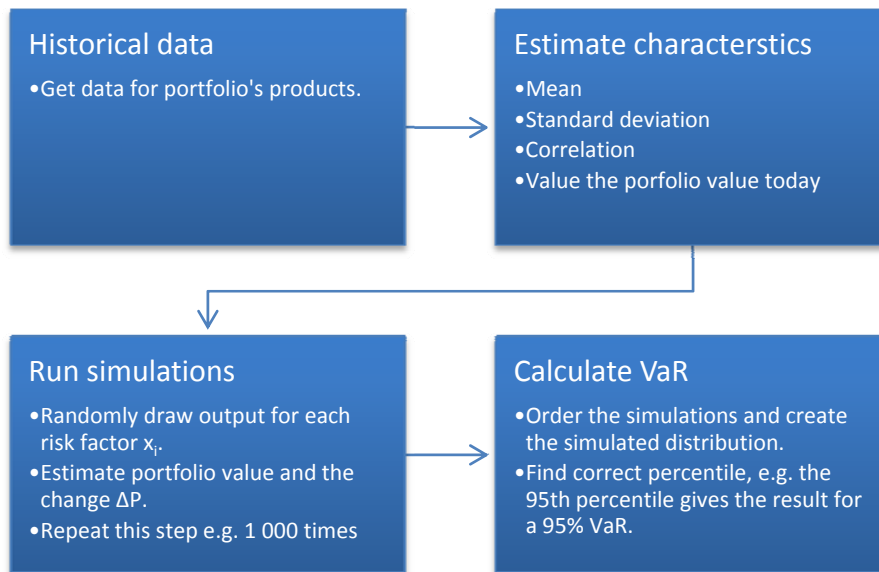 Historical data
•Get data for portfolio's products.
Estimate characterstics
•Mean
•Standard deviation
•Correlation
•Value the porfolio value today
Run simulations
•Randomly draw output for each
risk factor xᵢ.
•Estimate portfolio value and the
change ΔP.
•Repeat this step e.g. 1 000 times
Calculate VaR
•Order the simulations and create
the simulated distribution.
•Find correct percentile, e.g. the
95th percentile gives the result for
a 95% VaR.